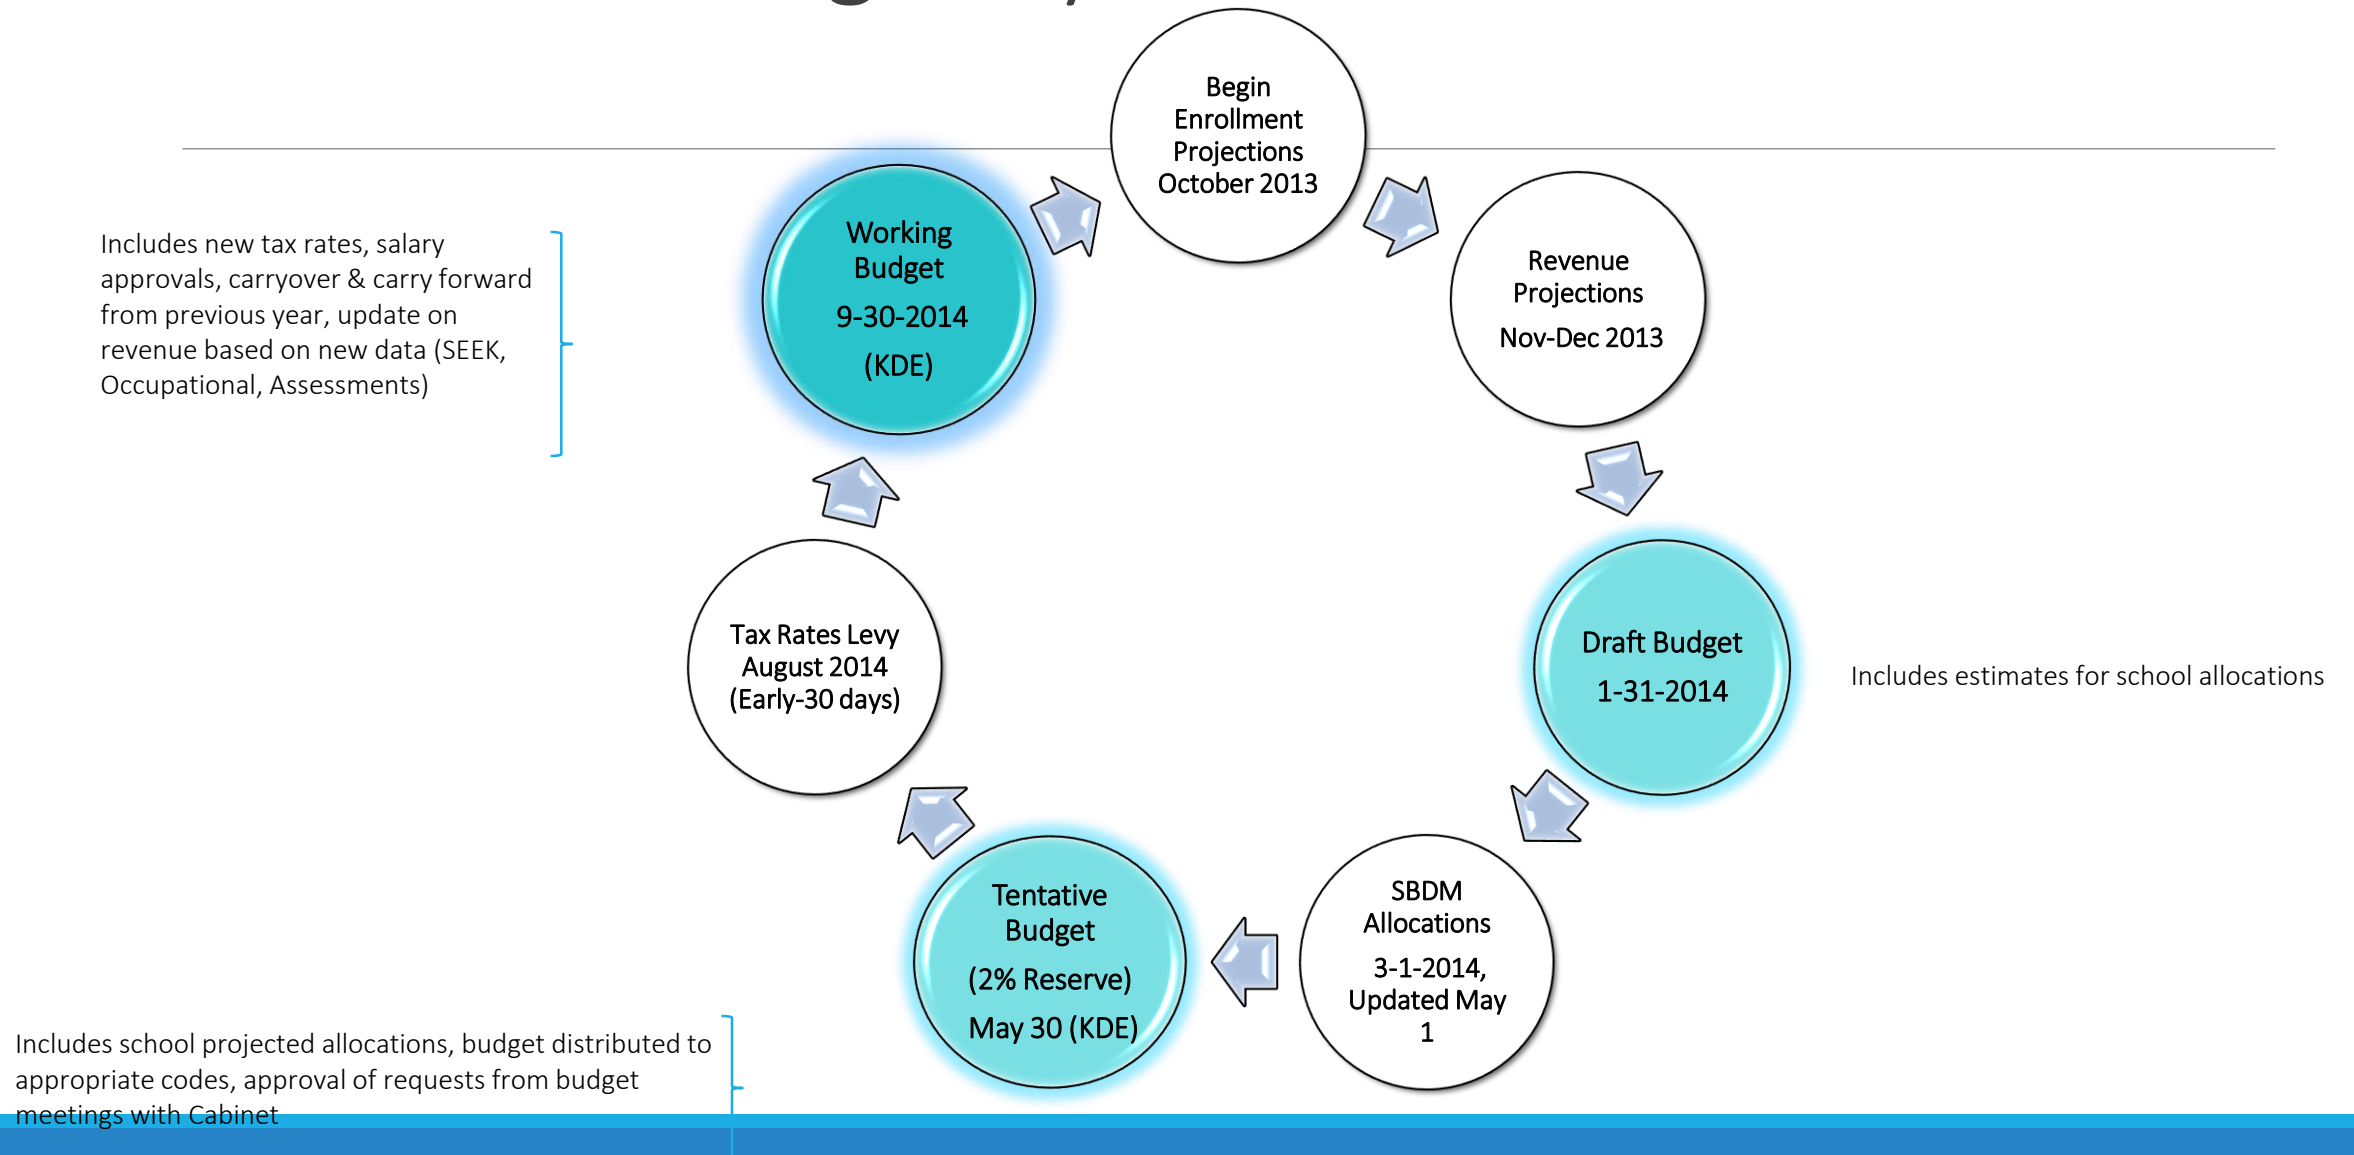 Begin
Enrollment
Projections
October 2013
Revenue
Projections
Nov-Dec 2013
Draft Budget
1-31-2014
Includes estimates for school allocations
SBDM
Allocations
3-1-2014,
Updated May
1
Tentative
Budget
(2% Reserve)
May 30 (KDE)
Includes school projected allocations, budget distributed to
appropriate codes, approval of requests from budget
meetings with Cabinet
Tax Rates Levy
August 2014
(Early-30 days)
Working
Budget
9-30-2014
(KDE)
Includes new tax rates, salary
approvals, carryover & carry forward
from previous year, update on
revenue based on new data (SEEK,
Occupational, Assessments)